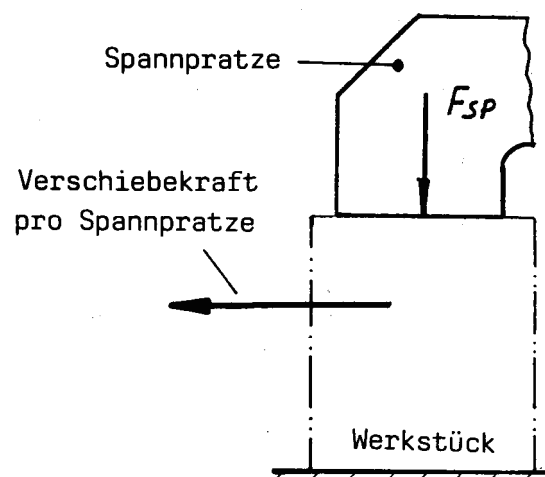 Spannpratze
F_SP
Verschiebekraft
pro Spannpratze
Werkstück